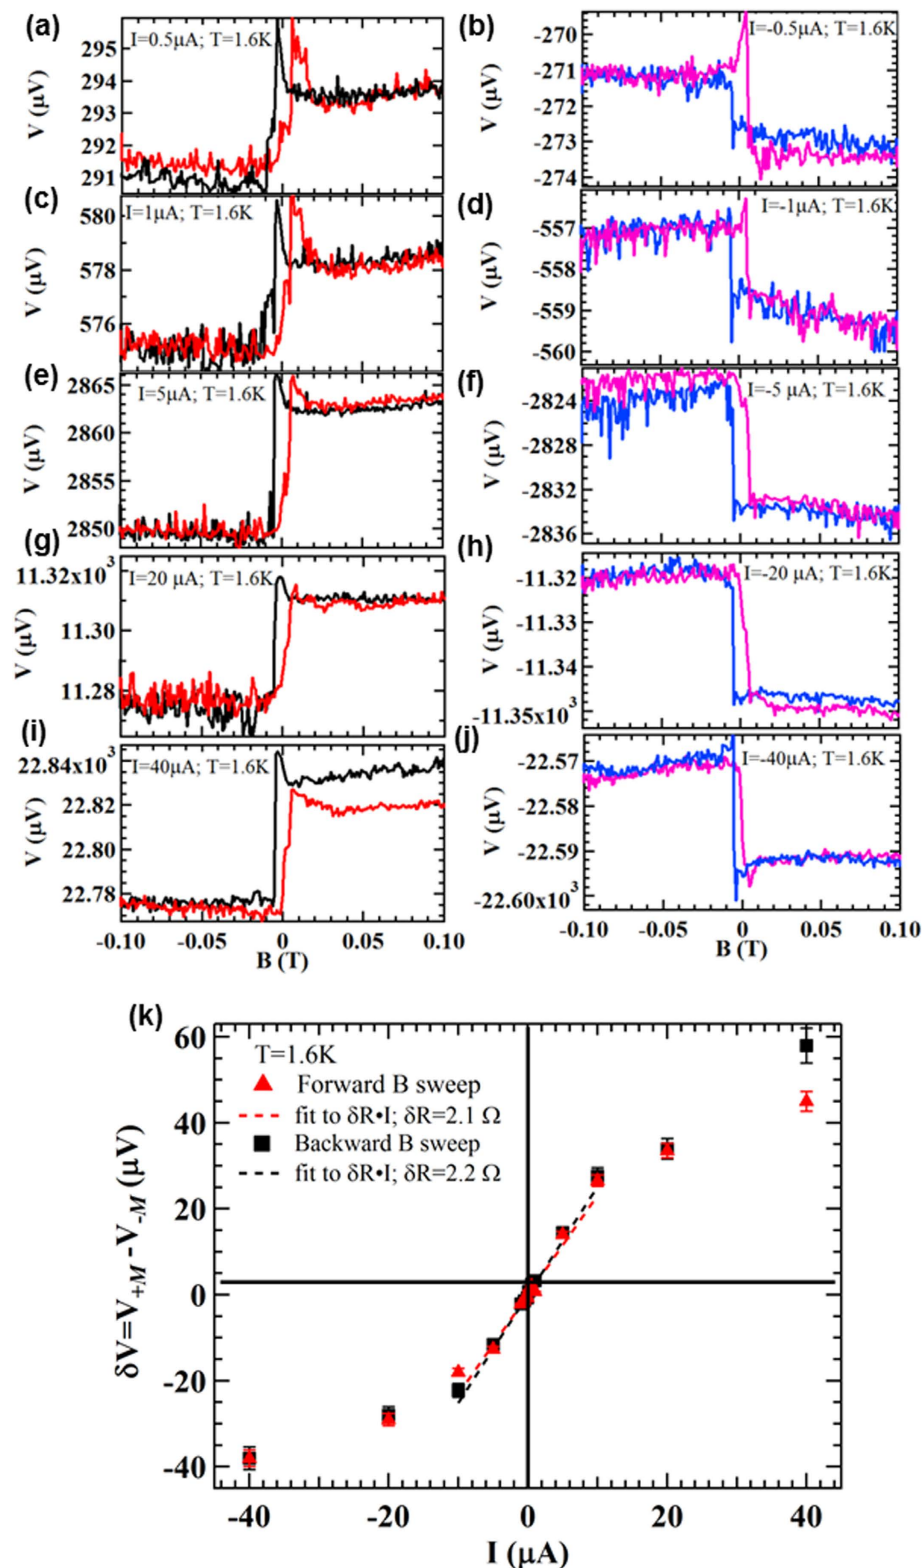 (a)
I=0.5μA; T=1.6K
295
294
293
292
291
V (μV)
(b)
I=-0.5μA; T=1.6K
-270
-271
-272
-273
-274
V (μV)
(c)
I=1μA; T=1.6K
580
578
576
V (μV)
(d)
I=-1μA; T=1.6K
-557
-558
-559
-560
V (μV)
(e)
I=5μA; T=1.6K
2865
2860
2855
2850
V (μV)
(f)
I=-5 μA; T=1.6K
-2824
-2828
-2832
-2836
V (μV)
(g)
I=20 μA; T=1.6K
11.32x10³
11.30
11.28
V (μV)
(h)
I=-20 μA; T=1.6K
-11.32
-11.33
-11.34
-11.35x10³
V (μV)
(i)
I=40μA; T=1.6K
22.84x10³
22.82
22.80
22.78
V (μV)
-0.10 -0.05 0 0.05 0.10
B (T)
(j)
I=-40μA; T=1.6K
-22.57
-22.58
-22.59
-22.60x10³
V (μV)
-0.10 -0.05 0 0.05 0.10
B (T)
(k)
T=1.6K
Forward B sweep
fit to δR•I; δR=2.1 Ω
Backward B sweep
fit to δR•I; δR=2.2 Ω
60
40
20
0
-20
-40
δV=V+M - V-M (μV)
-40 -20 0 20 40
I (μA)